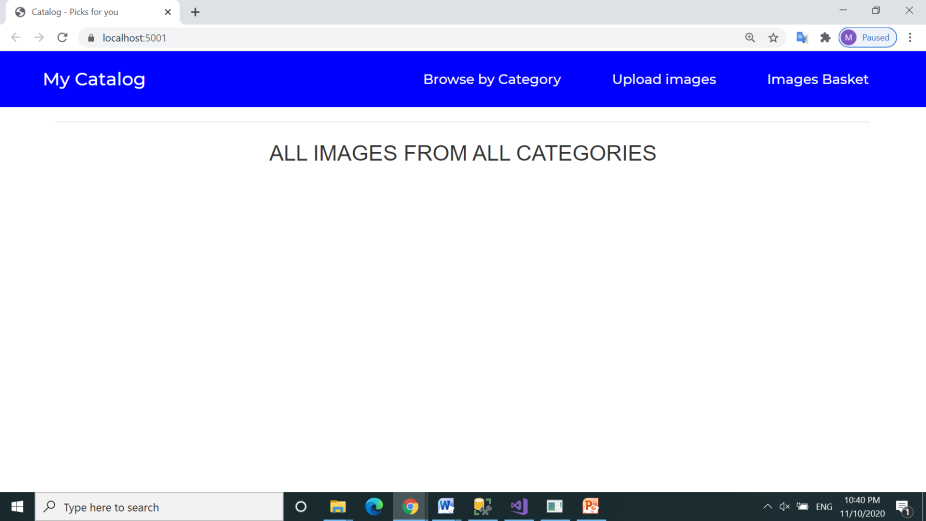 Catalog - Picks for you
localhost:5001
M Paused
My Catalog Browse by Category Upload images Images Basket
ALL IMAGES FROM ALL CATEGORIES
Type here to search
ENG
10:40 PM
11/10/2020
1